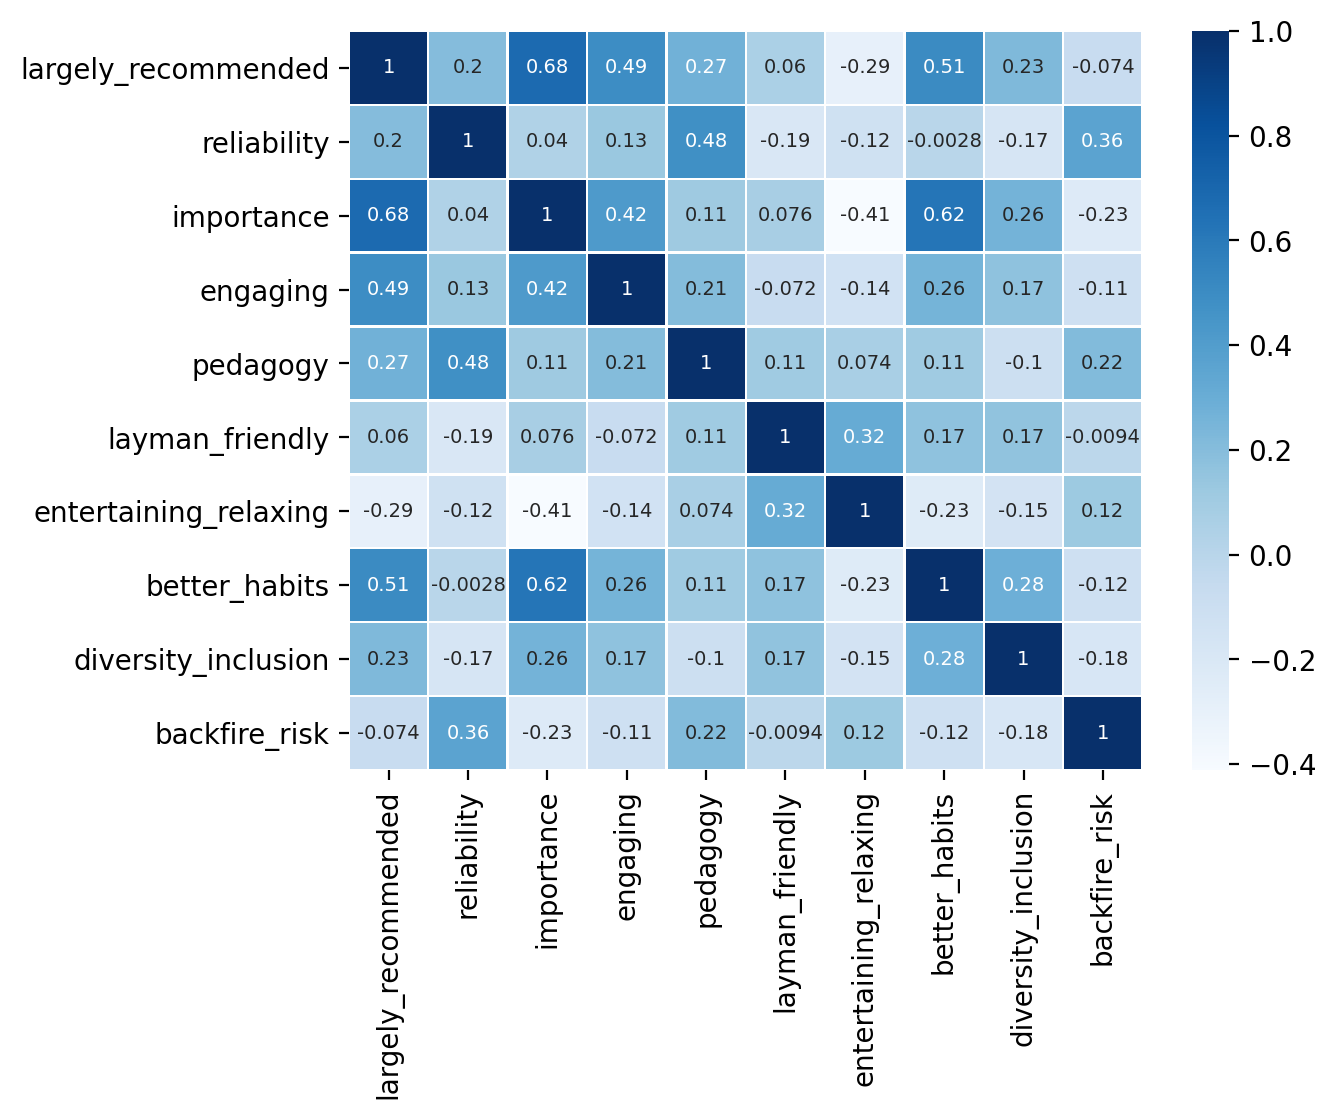 largely_recommended 1 0.2 0.68 0.49 0.27 0.06 -0.29 0.51 0.23 -0.074
reliability 0.2 1 0.04 0.13 0.48 -0.19 -0.12 -0.0028 -0.17 0.36
importance 0.68 0.04 1 0.42 0.11 0.076 -0.41 0.62 0.26 -0.23
engaging 0.49 0.13 0.42 1 0.21 -0.072 -0.14 0.26 0.17 -0.11
pedagogy 0.27 0.48 0.11 0.21 1 0.11 0.074 0.11 -0.1 0.22
layman_friendly 0.06 -0.19 0.076 -0.072 0.11 1 0.32 0.17 0.17 -0.0094
entertaining_relaxing -0.29 -0.12 -0.41 -0.14 0.074 0.32 1 -0.23 -0.15 0.12
better_habits 0.51 -0.0028 0.62 0.26 0.11 0.17 -0.23 1 0.28 -0.12
diversity_inclusion 0.23 -0.17 0.26 0.17 -0.1 0.17 -0.15 0.28 1 -0.18
backfire_risk -0.074 0.36 -0.23 -0.11 0.22 -0.0094 0.12 -0.12 -0.18 1
largely_recommended
reliability
importance
engaging
pedagogy
layman_friendly
entertaining_relaxing
better_habits
diversity_inclusion
backfire_risk
1.0
0.8
0.6
0.4
0.2
0.0
−0.2
−0.4